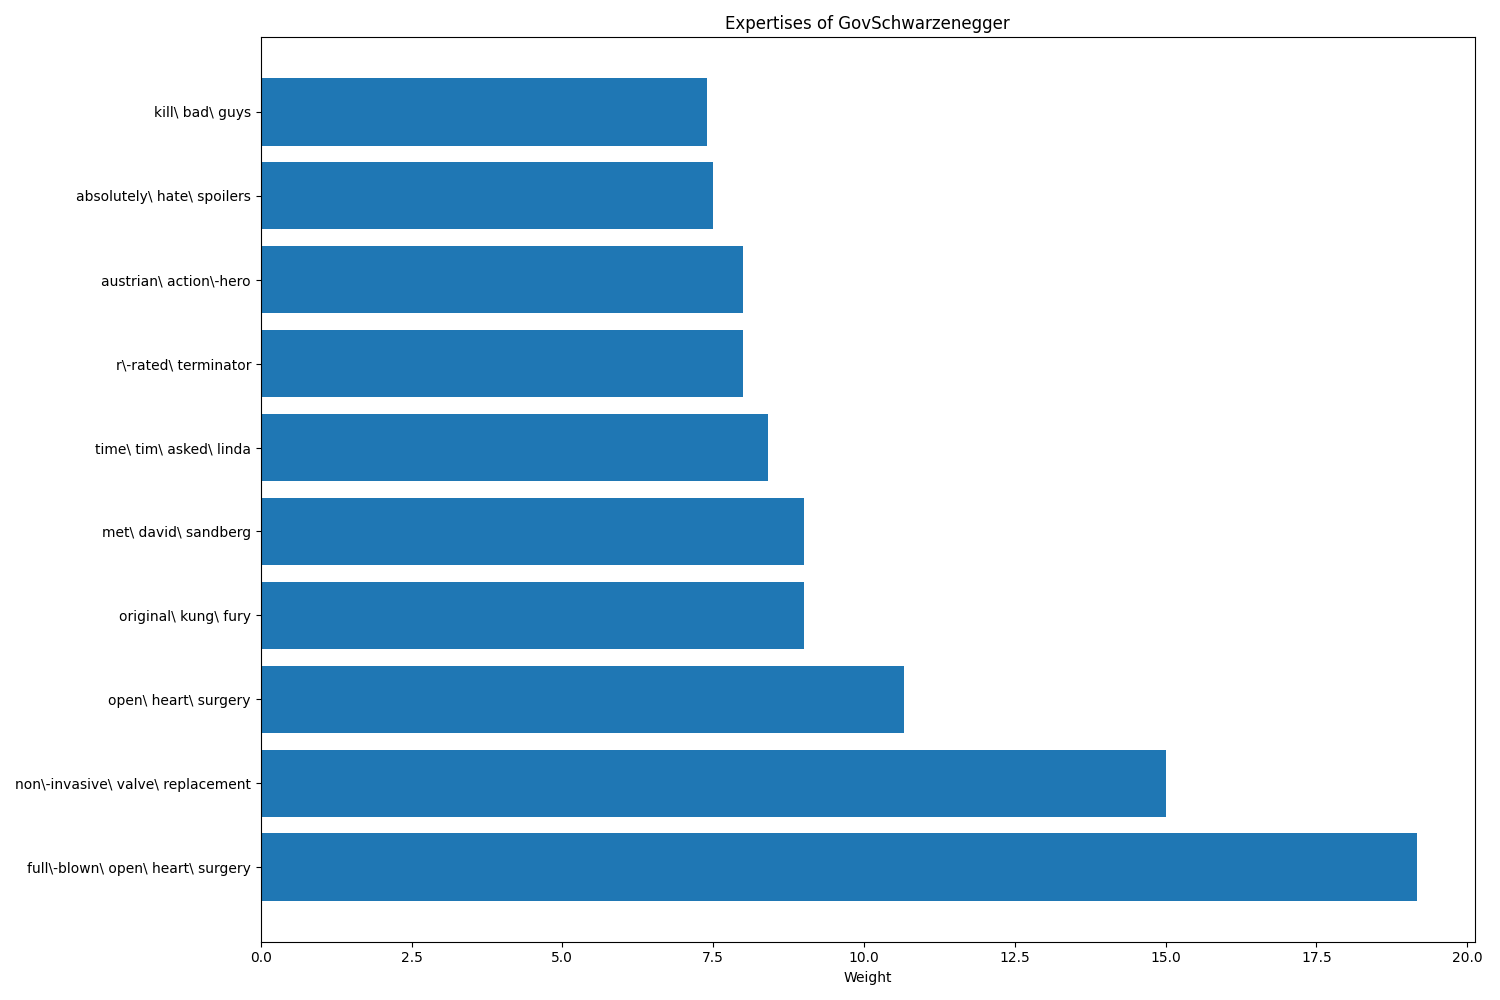 Expertises of GovSchwarzenegger
kill\ bad\ guys
absolutely\ hate\ spoilers
austrian\ action\-hero
r\-rated\ terminator
time\ tim\ asked\ linda
met\ david\ sandberg
original\ kung\ fury
open\ heart\ surgery
non\-invasive\ valve\ replacement
full\-blown\ open\ heart\ surgery
0.0 2.5 5.0 7.5 10.0 12.5 15.0 17.5 20.0
Weight